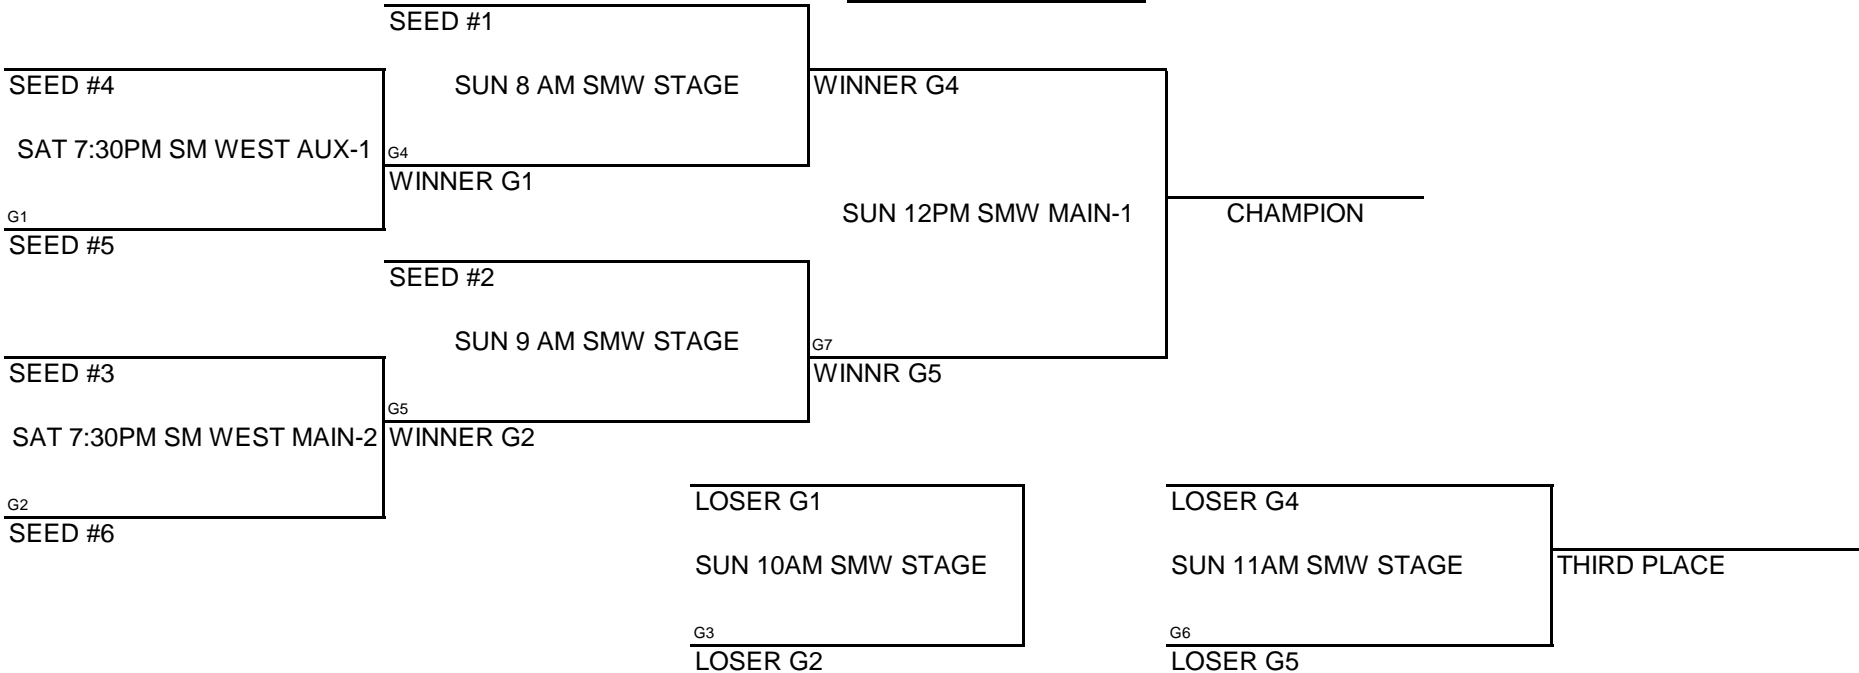 SEED #1
SEED #4
SUN 8 AM SMW STAGE
WINNER G4
SAT 7:30PM SM WEST AUX-1
G4
WINNER G1
G1
SUN 12PM SMW MAIN-1
CHAMPION
SEED #5
SEED #2
SUN 9 AM SMW STAGE
G7
SEED #3
WINNR G5
G5
SAT 7:30PM SM WEST MAIN-2
WINNER G2
G2
LOSER G1
LOSER G4
SEED #6
SUN 10AM SMW STAGE
SUN 11AM SMW STAGE
THIRD PLACE
G3
G6
LOSER G2
LOSER G5